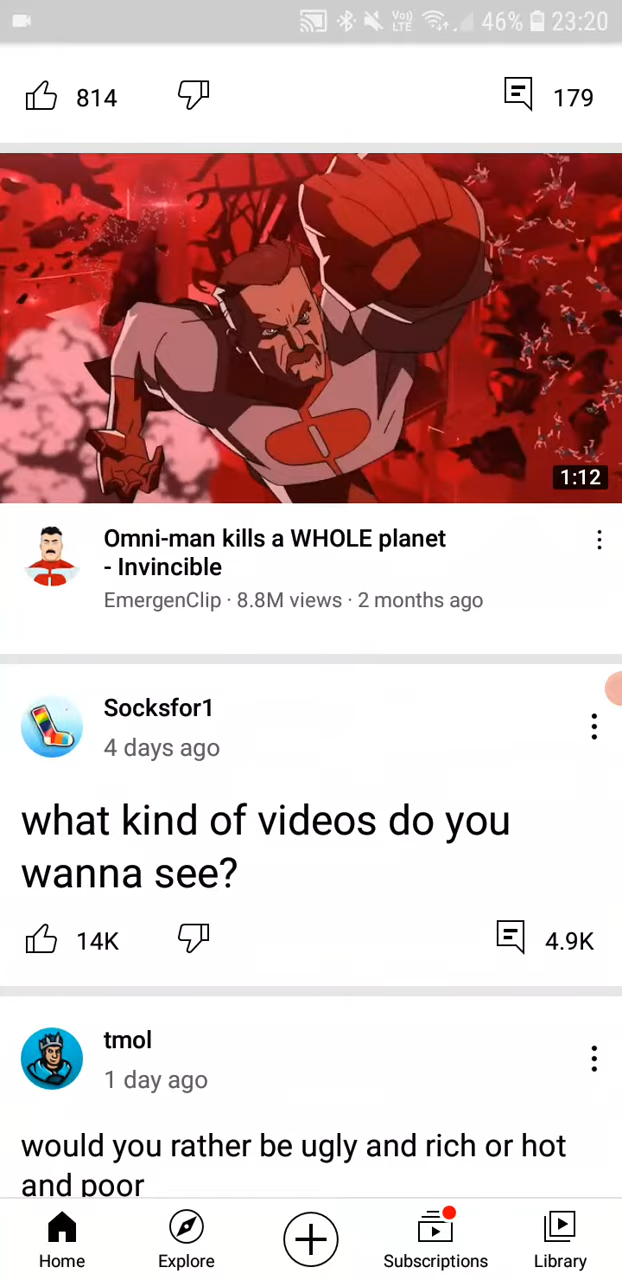 Vo))
LTE
46%
23:20
814
179
1:12
Omni-man kills a WHOLE planet
- Invincible
EmergenClip · 8.8M views · 2 months ago
Socksfor1
4 days ago
what kind of videos do you
wanna see?
14K
4.9K
tmol
1 day ago
would you rather be ugly and rich or hot
and poor
Home
Explore
Subscriptions
Library